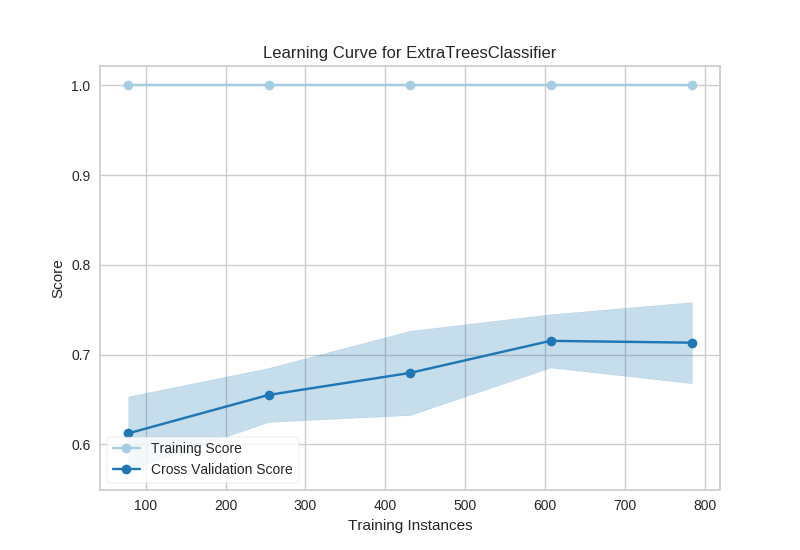 Learning Curve for ExtraTreesClassifier
1.0
0.9
0.8
0.7
0.6
Score
Training Score
Cross Validation Score
100 200 300 400 500 600 700 800
Training Instances